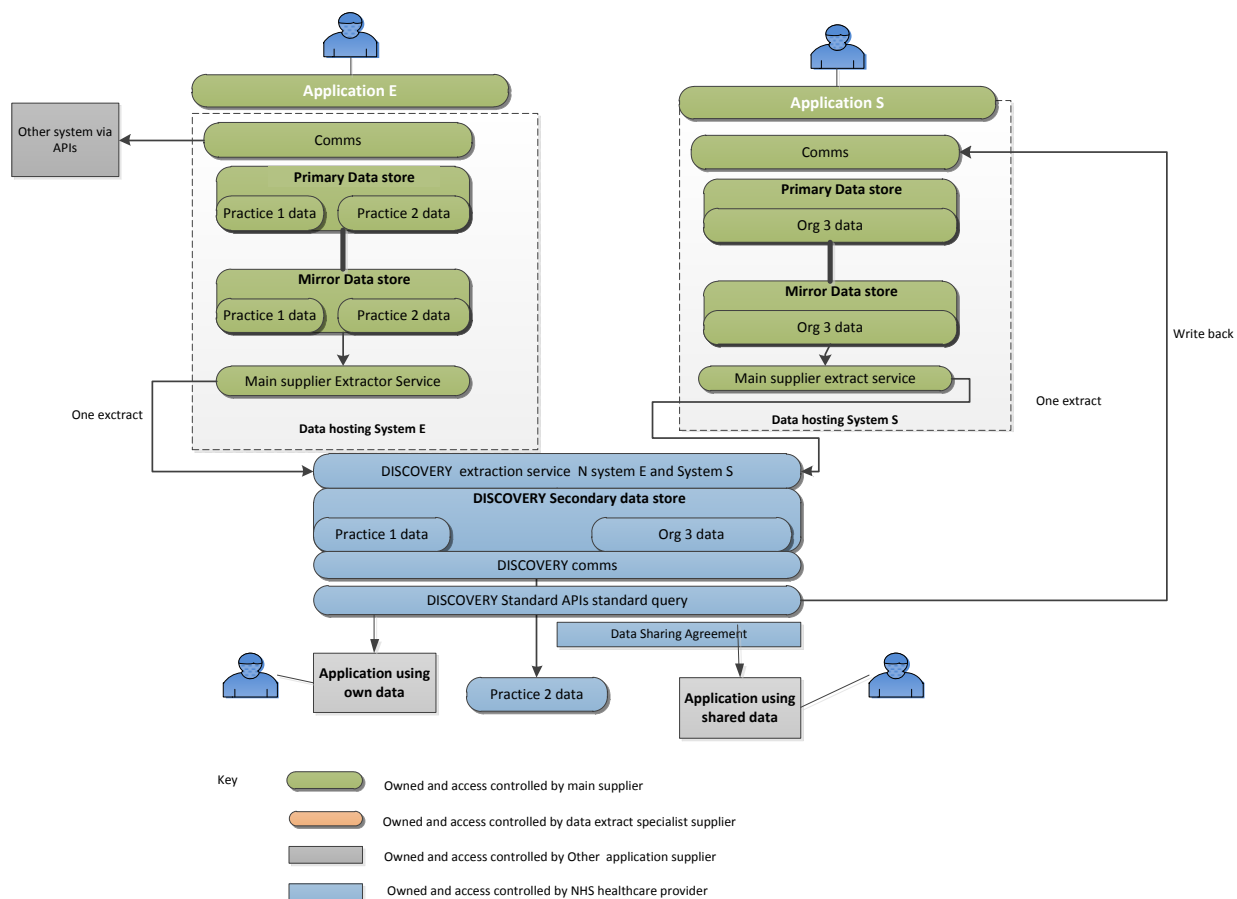 Application E
Application S
Other system via
APIs
Comms
Comms
Primary Data store
Practice 1 data
Practice 2 data
Primary Data store
Org 3 data
Mirror Data store
Practice 1 data
Practice 2 data
Mirror Data store
Org 3 data
Write back
Main supplier Extractor Service
Main supplier extract service
One exctract
One extract
Data hosting System E
Data hosting System S
DISCOVERY extraction service N system E and System S
DISCOVERY Secondary data store
Practice 1 data
Org 3 data
DISCOVERY comms
DISCOVERY Standard APIs standard query
Data Sharing Agreement
Application using
own data
Practice 2 data
Application using
shared data
Key
Owned and access controlled by main supplier
Owned and access controlled by data extract specialist supplier
Owned and access controlled by Other application supplier
Owned and access controlled by NHS healthcare provider